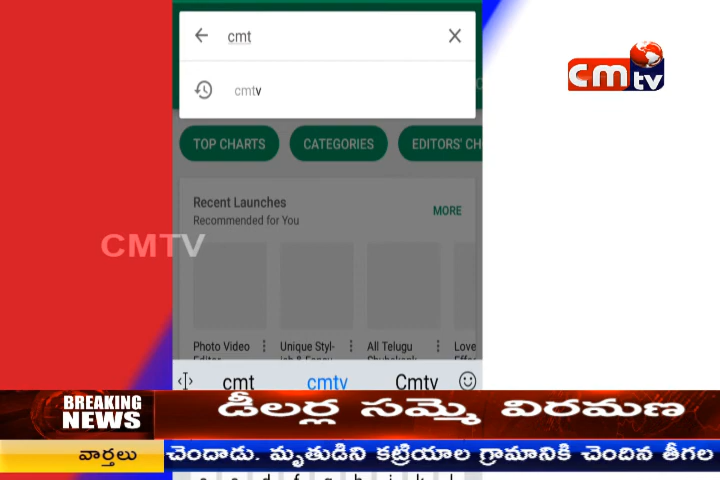 cmt
cmtv
cmtv
TOP CHARTS
CATEGORIES
EDITORS' CH
Recent Launches
Recommended for You
MORE
CMTV
Photo Video
Unique Styl-
All Telugu
Love
cmt
cmtv
Cmtv
BREAKING
NEWS
డీలర్ల సమ్మె విరమణ
వార్తలు
చెందాడు. మృతుడిని కట్రియాల గ్రామానికి చెందిన తీగల